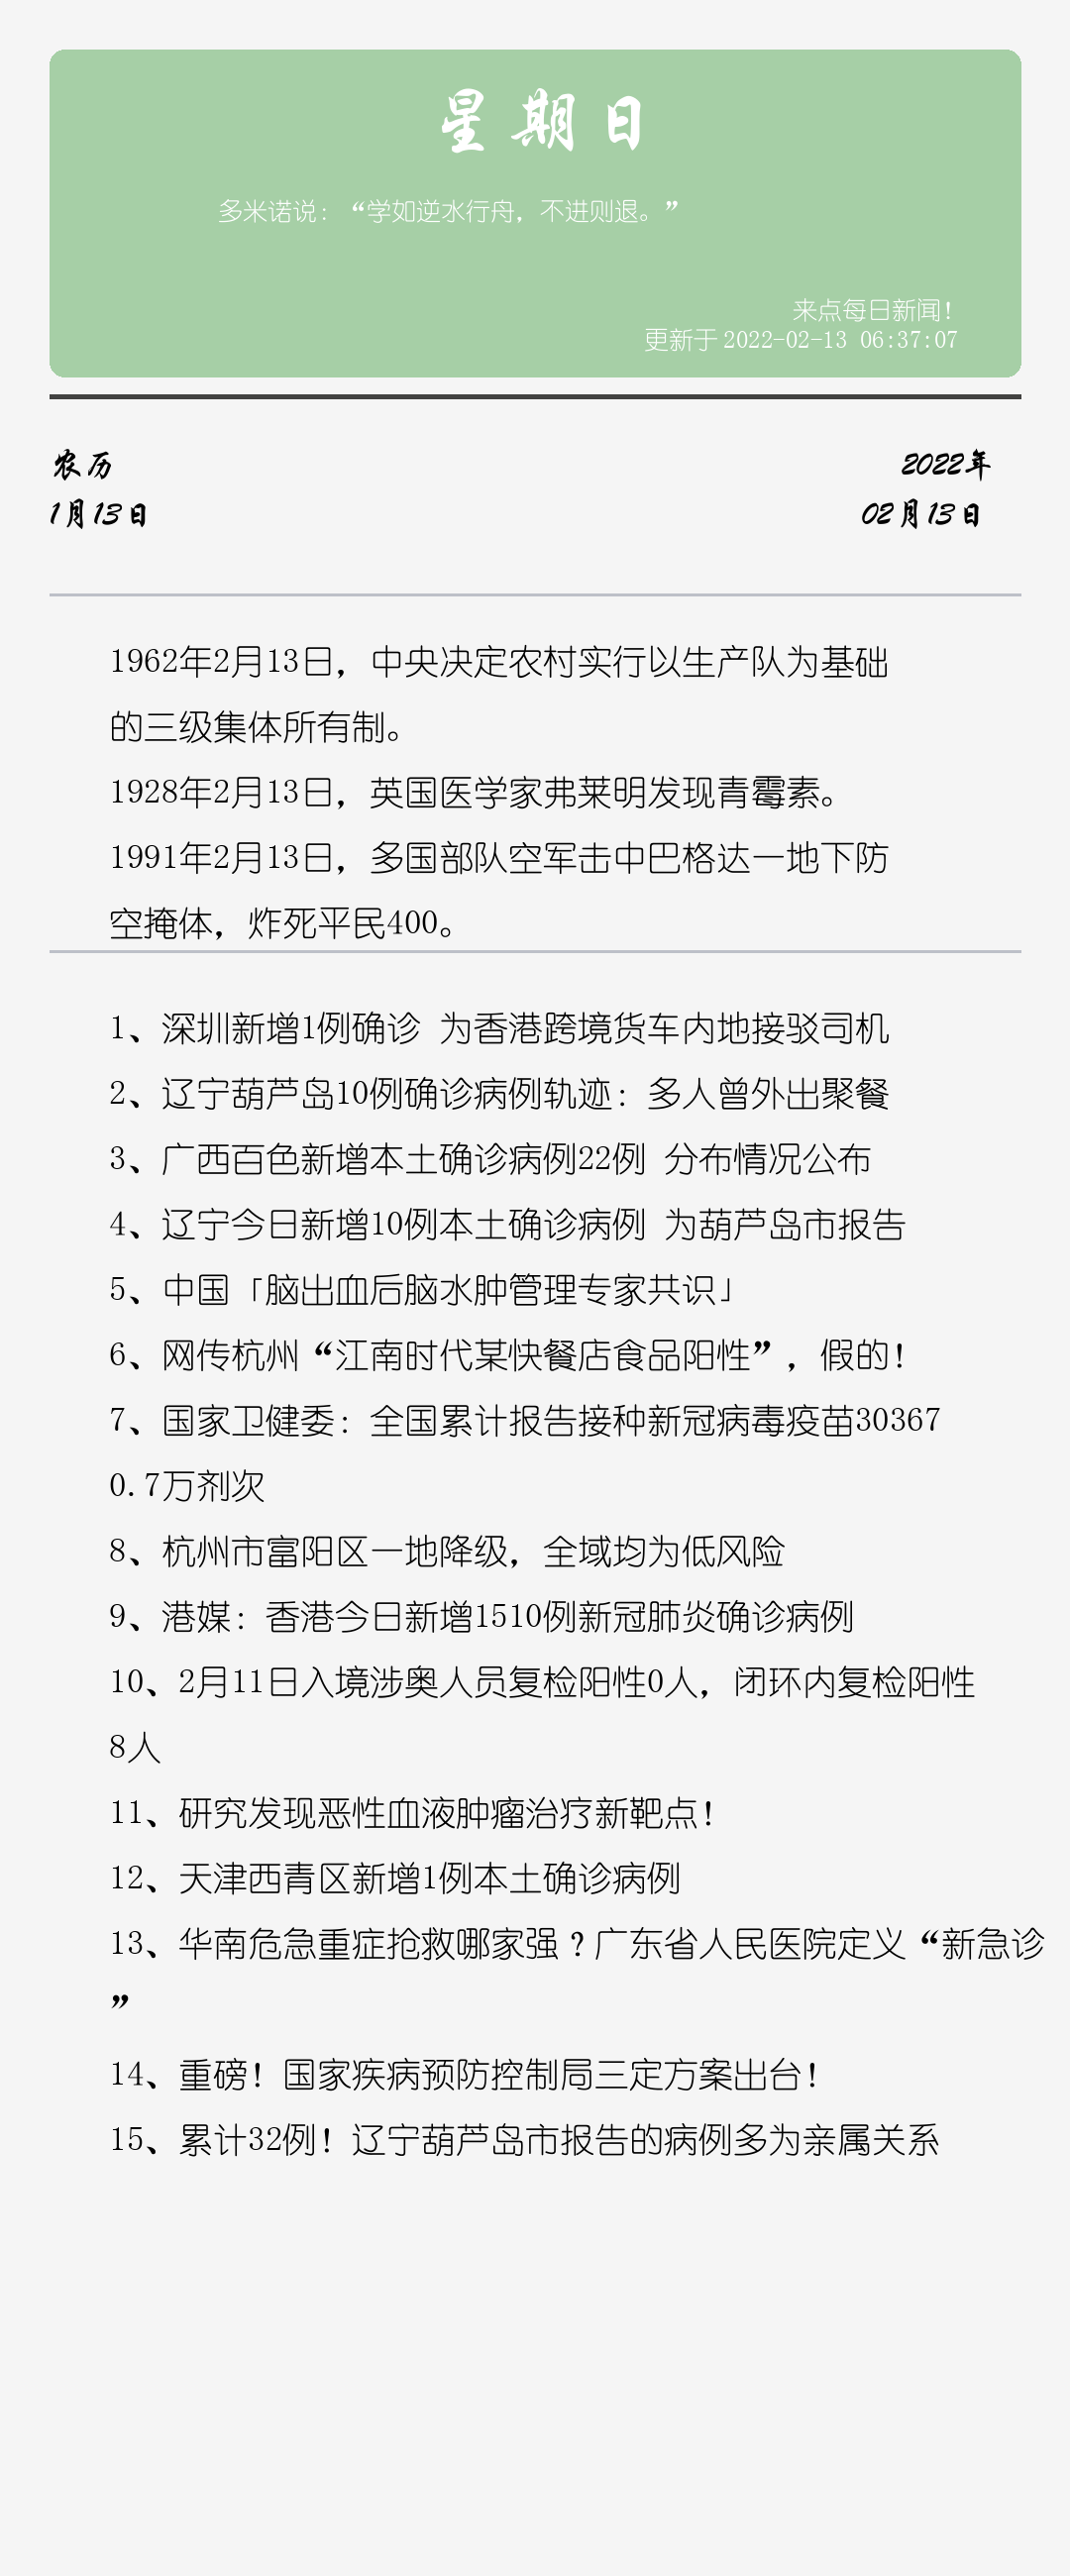 星期日
多米诺说：“学如逆水行舟，不进则退。”
来点每日新闻！
更新于 2022-02-13 06:37:07
农历
2022年
1月13日
02月13日
1962年2月13日，中央决定农村实行以生产队为基础
的三级集体所有制。
1928年2月13日，英国医学家弗莱明发现青霉素。
1991年2月13日，多国部队空军击中巴格达一地下防
空掩体，炸死平民400。
1、深圳新增1例确诊 为香港跨境货车内地接驳司机
2、辽宁葫芦岛10例确诊病例轨迹：多人曾外出聚餐
3、广西百色新增本土确诊病例22例 分布情况公布
4、辽宁今日新增10例本土确诊病例 为葫芦岛市报告
5、中国「脑出血后脑水肿管理专家共识」
6、网传杭州“江南时代某快餐店食品阳性”，假的！
7、国家卫健委：全国累计报告接种新冠病毒疫苗30367
0.7万剂次
8、杭州市富阳区一地降级，全域均为低风险
9、港媒：香港今日新增1510例新冠肺炎确诊病例
10、2月11日入境涉奥人员复检阳性0人，闭环内复检阳性
8人
11、研究发现恶性血液肿瘤治疗新靶点！
12、天津西青区新增1例本土确诊病例
13、华南危急重症抢救哪家强？广东省人民医院定义“新急诊
”
14、重磅！国家疾病预防控制局三定方案出台！
15、累计32例！辽宁葫芦岛市报告的病例多为亲属关系